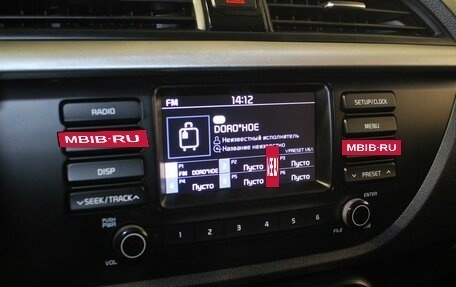 FM 14:12
RADIO
SETUP/CLOCK
DORO*HOE
MENU
MBIB-RU
Неизвестный исполнитель
MBIB-RU
Название неизвестно
PRESET
P1 P2 P3
FM DORO*HOE Пусто Пусто
DISP
P4 P5 P6
Пусто Пусто Пусто
PRESET
SEEK/TRACK
ENTER
PUSH
PWR
1 2 3 4 5 6
VOL
FILE